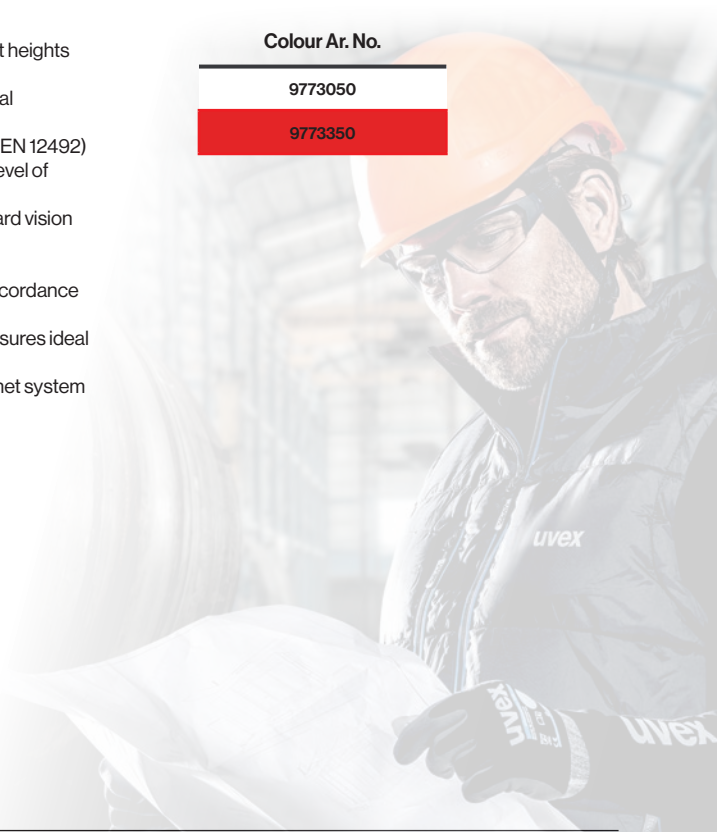 t heights
al
EN 12492)
evel of
ard vision
cordance
sures ideal
net system
Colour Ar. No.
9773050
9773350
uvex
uvex
uvex